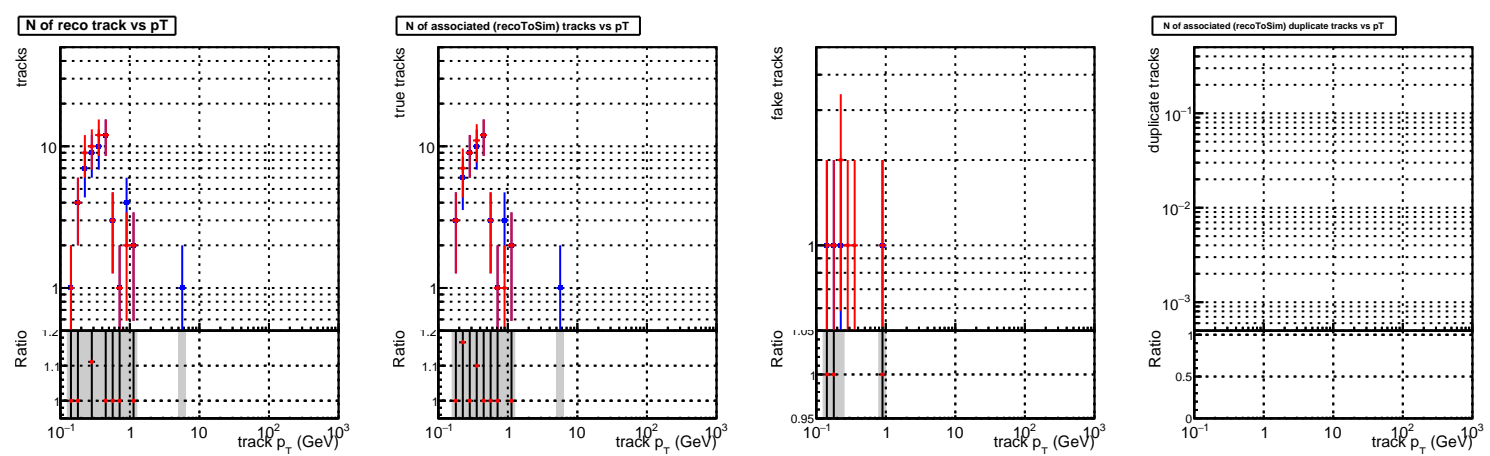 N of reco track vs pT
tracks
10
1
Ratio
1.2
1.1
1
10⁻¹ 1 10 10² 10³
track p_T (GeV)
N of associated (recoToSim) tracks vs pT
true tracks
10
1
Ratio
1.2
1.1
1
10⁻¹ 1 10 10² 10³
track p_T (GeV)
fake tracks
1
Ratio
1.05
1
0.95
10⁻¹ 1 10 10² 10³
track p_T (GeV)
N of associated (recoToSim) duplicate tracks vs pT
duplicate tracks
10⁻¹
10⁻²
10⁻³
Ratio
1
0.5
0
10⁻¹ 1 10 10² 10³
track p_T (GeV)